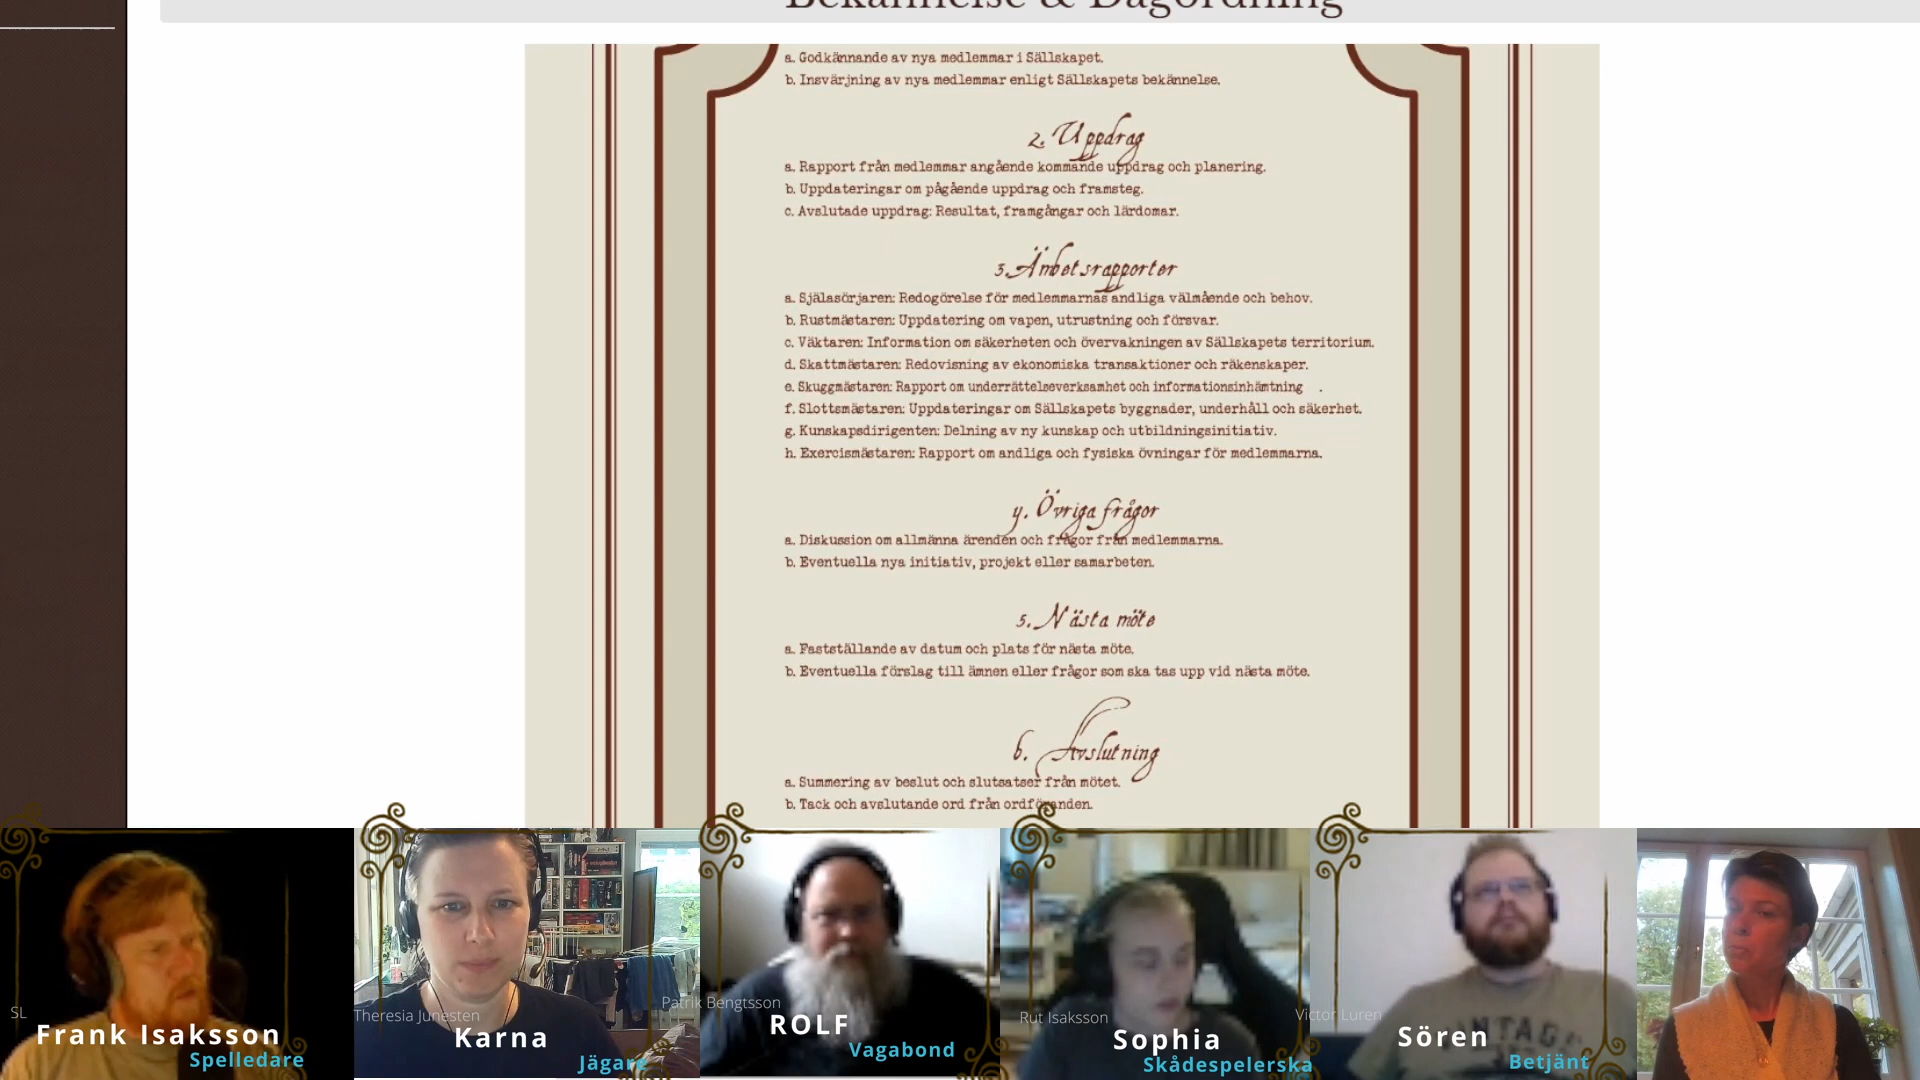 Bekännelse & Dagordning
a. Godkännande av nya medlemmar i Sällskapet.
b. Insvärjning av nya medlemmar enligt Sällskapets bekännelse.
2. Uppdrag
a. Rapport från medlemmar angående kommande uppdrag och planering.
b. Uppdateringar om pågående uppdrag och framsteg.
c. Avslutade uppdrag: Resultat, framgångar och lärdomar.
3. Ämbetsrapporter
a. Själasörjaren: Redogörelse för medlemmarnas andliga välmående och behov.
b. Rustmästaren: Uppdatering om vapen, utrustning och försvar.
c. Väktaren: Information om säkerheten och övervakningen av Sällskapets territorium.
d. Skattmästaren: Redovisning av ekonomiska transaktioner och räkenskaper.
e. Skuggmästaren: Rapport om underrättelseverksamhet och informationsinhämtning .
f. Slottsmästaren: Uppdateringar om Sällskapets byggnader, underhåll och säkerhet.
g. Kunskapsdirigenten: Delning av ny kunskap och utbildningsinitiativ.
h. Exercismästaren: Rapport om andliga och fysiska övningar för medlemmarna.
4. Övriga frågor
a. Diskussion om allmänna ärenden och frågor från medlemmarna.
b. Eventuella nya initiativ, projekt eller samarbeten.
5. Nästa möte
a. Fastställande av datum och plats för nästa möte.
b. Eventuella förslag till ämnen eller frågor som ska tas upp vid nästa möte.
6. Avslutning
a. Summering av beslut och slutsatser från mötet.
b. Tack och avslutande ord från ordföranden.
SL
Frank Isaksson
Spelledare
Theresia Junesten
Karna
Jägare
Patrik Bengtsson
ROLF
Vagabond
Rut Isaksson
Sophia
Skådespelerska
Victor Luren
Sören
Betjänt